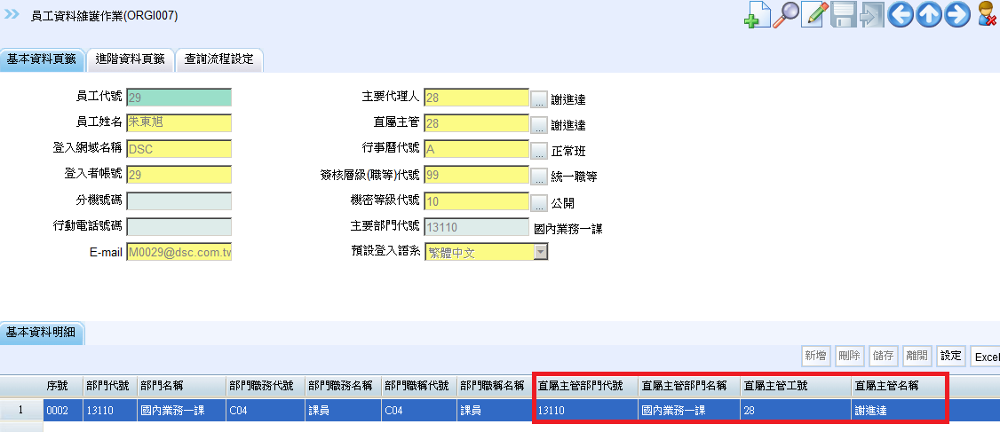 員工資料維護作業(ORGI007)
基本資料頁籤 進階資料頁籤 查詢流程設定
員工代號 29 主要代理人 28 ... 謝進達
員工姓名 朱東旭 直屬主管 28 ... 謝進達
登入網域名稱 DSC 行事曆代號 A ... 正常班
登入者帳號 29 簽核層級(職等)代號 99 ... 統一職等
分機號碼 機密等級代號 10 ... 公開
行動電話號碼 主要部門代號 13110 國內業務一課
E-mail M0029@dsc.com.tw 預設登入語系 繁體中文
基本資料明細
新增 刪除 儲存 離開 設定 Excel
序號 部門代號 部門名稱 部門職務代號 部門職務名稱 部門職稱代號 部門職稱名稱 直屬主管部門代號 直屬主管部門名稱 直屬主管工號 直屬主管名稱
1 0002 13110 國內業務一課 C04 課員 C04 課員 13110 國內業務一課 28 謝進達